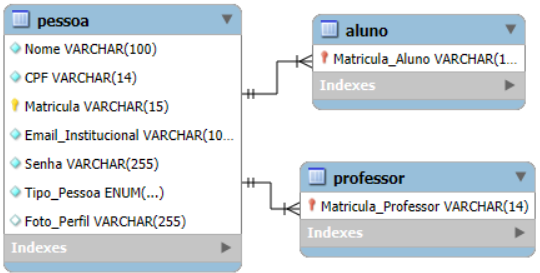 pessoa
Nome VARCHAR(100)
CPF VARCHAR(14)
Matricula VARCHAR(15)
Email_Institucional VARCHAR(10...
Senha VARCHAR(255)
Tipo_Pessoa ENUM(...)
Foto_Perfil VARCHAR(255)
Indexes
aluno
Matricula_Aluno VARCHAR(1...
Indexes
professor
Matricula_Professor VARCHAR(14)
Indexes